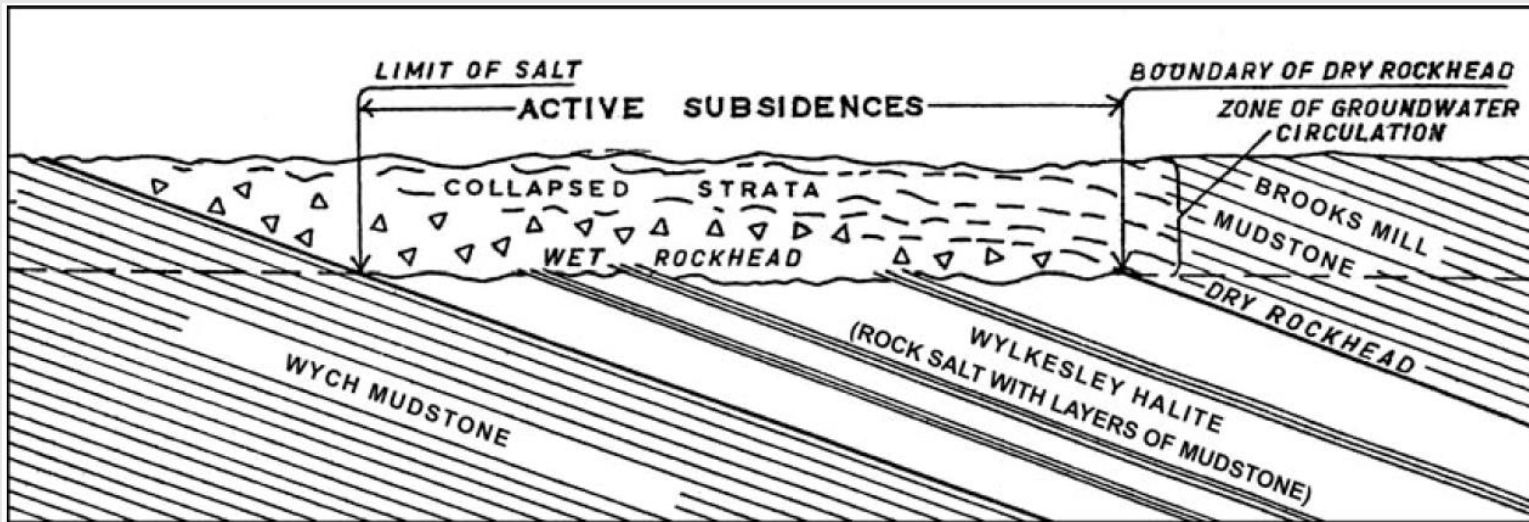 LIMIT OF SALT
BOUNDARY OF DRY ROCKHEAD
ACTIVE SUBSIDENCES
ZONE OF GROUNDWATER
CIRCULATION
COLLAPSED STRATA
BROOKS MILL
MUDSTONE
WET ROCKHEAD
DRY ROCKHEAD
WYLKESLEY HALITE
(ROCK SALT WITH LAYERS OF MUDSTONE)
WYCH MUDSTONE